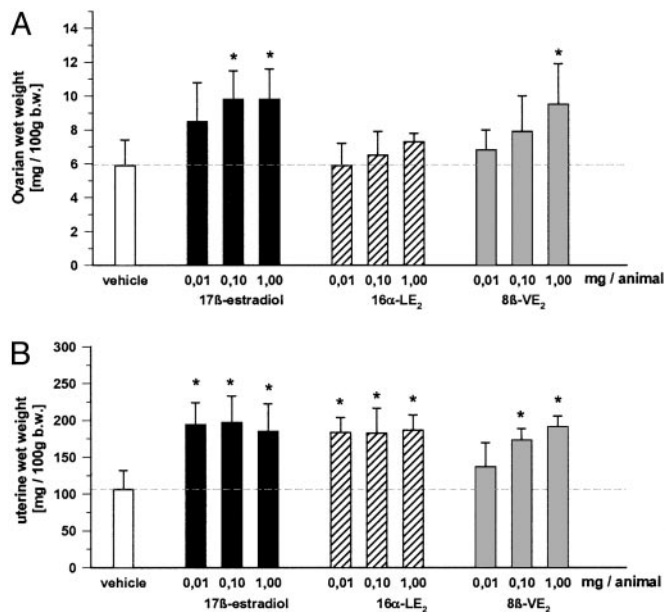 A
Ovarian wet weight
[mg / 100g b.w.]
14
12
10
8
6
4
2
0
* * *
vehicle 0,01 0,10 1,00 0,01 0,10 1,00 0,01 0,10 1,00 mg / animal
17ß-estradiol 16α-LE₂ 8ß-VE₂
B
uterine wet weight
[mg / 100g b.w.]
300
250
200
150
100
50
0
* * * * * * * *
vehicle 0,01 0,10 1,00 0,01 0,10 1,00 0,01 0,10 1,00 mg / animal
17ß-estradiol 16α-LE₂ 8ß-VE₂